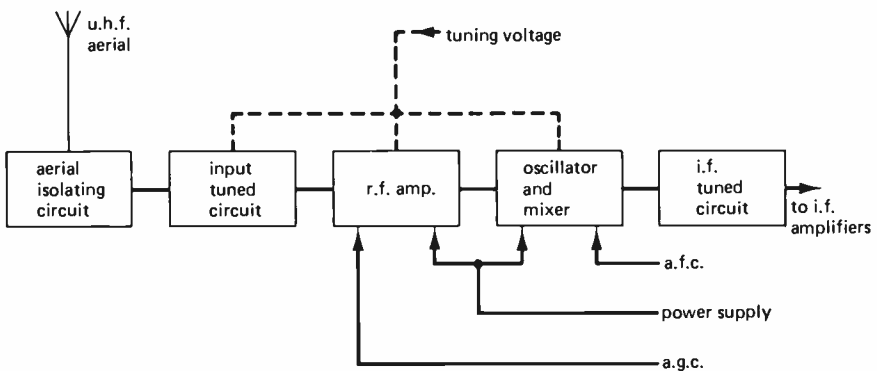 u.h.f.
aerial
tuning voltage
aerial
isolating
circuit
input
tuned
circuit
r.f. amp.
oscillator
and
mixer
i.f.
tuned
circuit
to i.f.
amplifiers
a.f.c.
power supply
a.g.c.